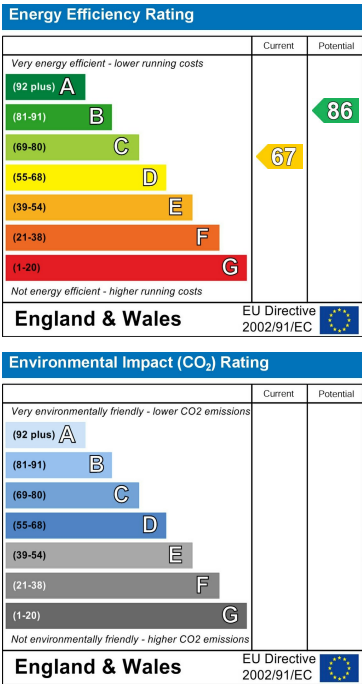 Energy Efficiency Rating
Current Potential
Very energy efficient - lower running costs
(92 plus) A
(81-91) B
(69-80) C
(55-68) D
(39-54) E
(21-38) F
(1-20) G
67
86
Not energy efficient - higher running costs
England & Wales
EU Directive
2002/91/EC
Environmental Impact (CO₂) Rating
Current Potential
Very environmentally friendly - lower CO2 emissions
(92 plus) A
(81-91) B
(69-80) C
(55-68) D
(39-54) E
(21-38) F
(1-20) G
Not environmentally friendly - higher CO2 emissions
England & Wales
EU Directive
2002/91/EC